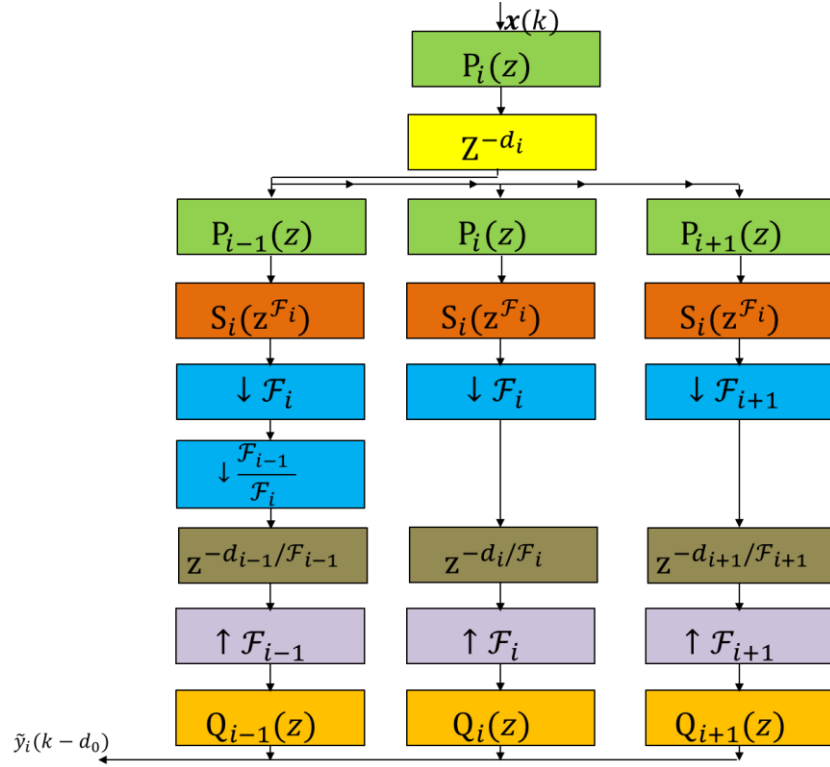 𝒙(k)
P_i(z)
Z^{-d_i}
P_{i-1}(z) P_i(z) P_{i+1}(z)
S_i(z^{ℱ_i}) S_i(z^{ℱ_i}) S_i(z^{ℱ_i})
↓ ℱ_i ↓ ℱ_i ↓ ℱ_{i+1}
↓ ℱ_{i-1}/ℱ_i
z^{-d_{i-1}/ℱ_{i-1}} z^{-d_i/ℱ_i} z^{-d_{i+1}/ℱ_{i+1}}
↑ ℱ_{i-1} ↑ ℱ_i ↑ ℱ_{i+1}
Q_{i-1}(z) Q_i(z) Q_{i+1}(z)
ỹ_i(k − d_0)